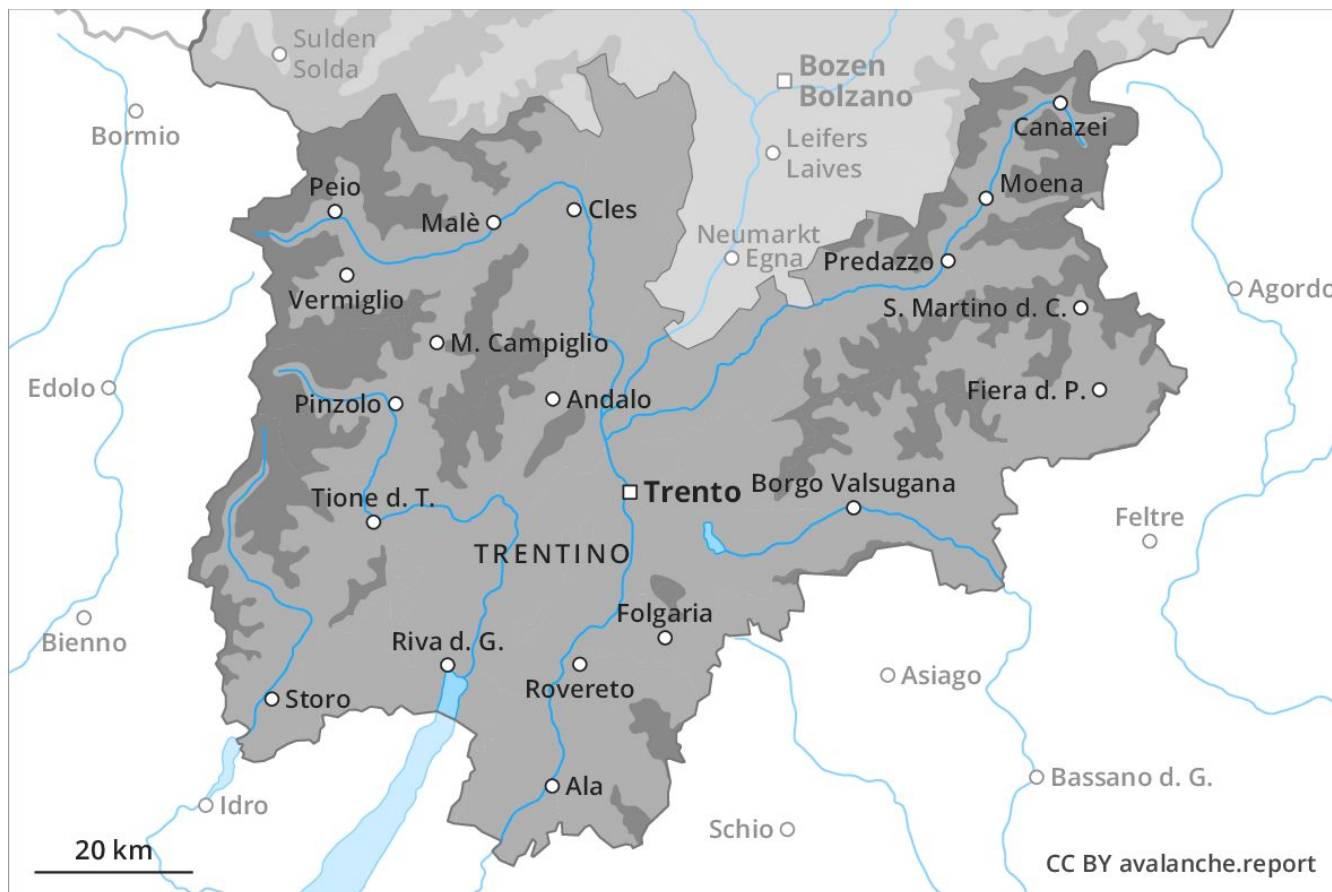 Sulden
Solda
Bozen
Bolzano
Bormio
Canazei
Leifers
Laives
Peio
Moena
Malè
Cles
Neumarkt
Egna
Predazzo
Vermiglio
Agordo
S. Martino d. C.
M. Campiglio
Edolo
Pinzolo
Andalo
Fiera d. P.
Trento
Borgo Valsugana
Tione d. T.
Feltre
TRENTINO
Folgaria
Bienno
Riva d. G.
Asiago
Rovereto
Storo
Bassano d. G.
Ala
Idro
Schio
20 km
CC BY avalanche.report